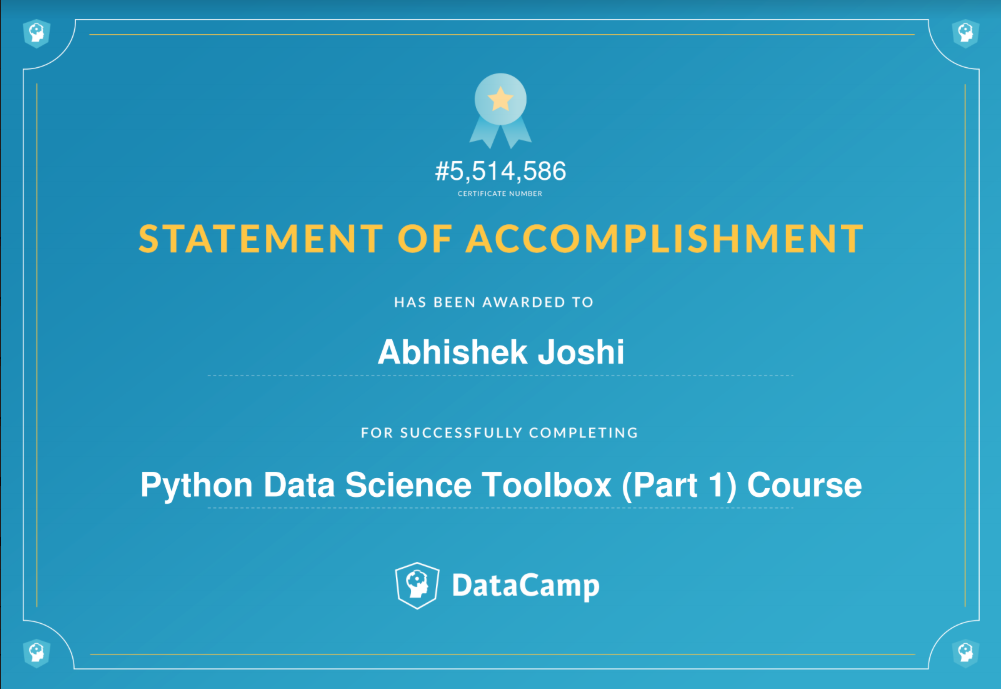 #5,514,586
CERTIFICATE NUMBER
STATEMENT OF ACCOMPLISHMENT
HAS BEEN AWARDED TO
Abhishek Joshi
FOR SUCCESSFULLY COMPLETING
Python Data Science Toolbox (Part 1) Course
DataCamp